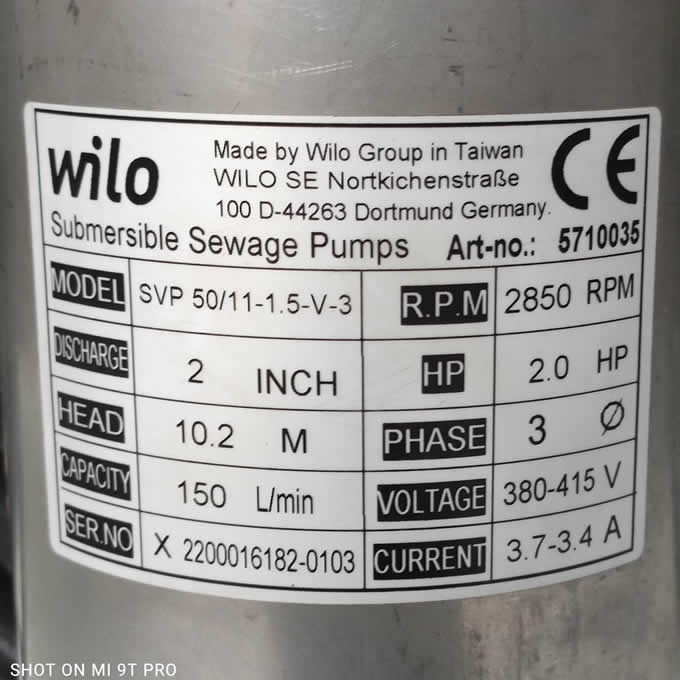 wilo
Made by Wilo Group in Taiwan
WILO SE Nortkichenstraße
100 D-44263 Dortmund Germany.
CE
Submersible Sewage Pumps Art-no.: 5710035
MODEL SVP 50/11-1.5-V-3 R.P.M 2850 RPM
DISCHARGE 2 INCH HP 2.0 HP
HEAD 10.2 M PHASE 3 Ø
CAPACITY 150 L/min VOLTAGE 380-415 V
SER.NO X 2200016182-0103 CURRENT 3.7-3.4 A
SHOT ON MI 9T PRO